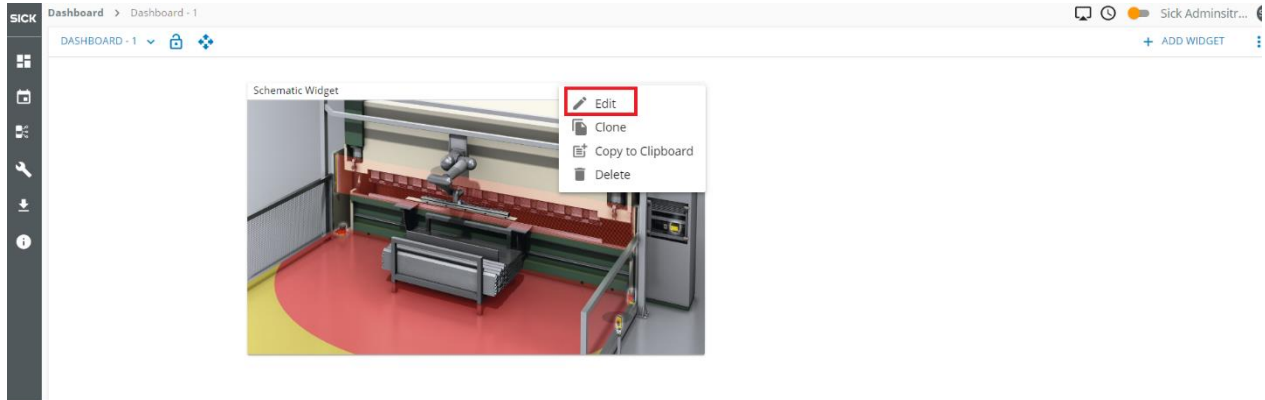 SICK
Dashboard > Dashboard - 1
Sick Adminsitr...
DASHBOARD - 1
+ ADD WIDGET
Schematic Widget
Edit
Clone
Copy to Clipboard
Delete